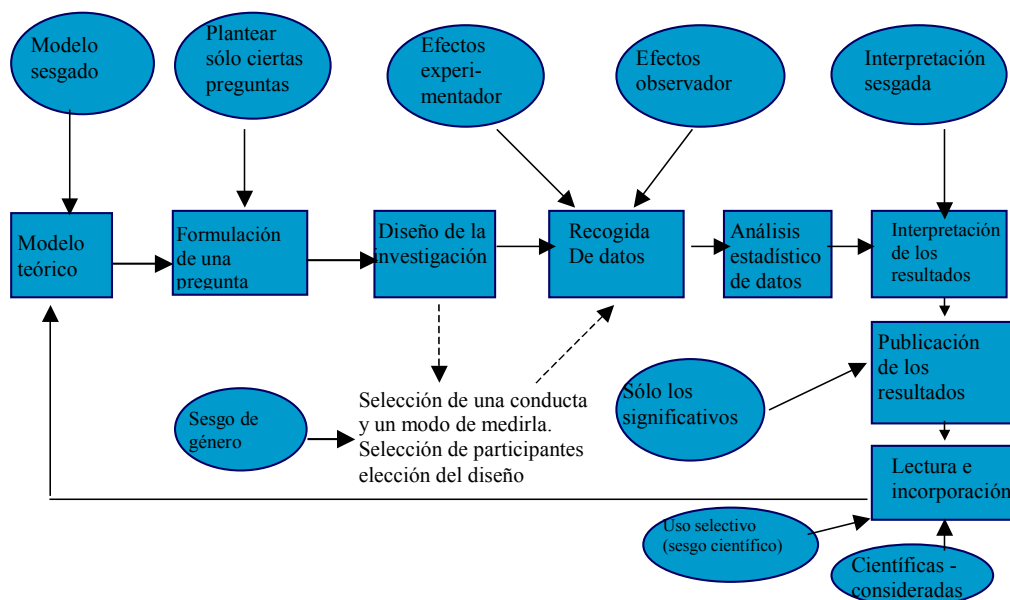 Modelo
sesgado
Plantear
sólo ciertas
preguntas
Efectos
experi-
mentador
Efectos
observador
Interpretación
sesgada
Modelo
teórico
Formulación
de una
pregunta
Diseño de la
investigación
Recogida
De datos
Análisis
estadístico
de datos
Interpretación
de los
resultados
Publicación
de los
resultados
Sólo los
significativos
Sesgo de
género
Selección de una conducta
y un modo de medirla.
Selección de participantes
elección del diseño
Lectura e
incorporación
Uso selectivo
(sesgo científico)
Científicas -
consideradas